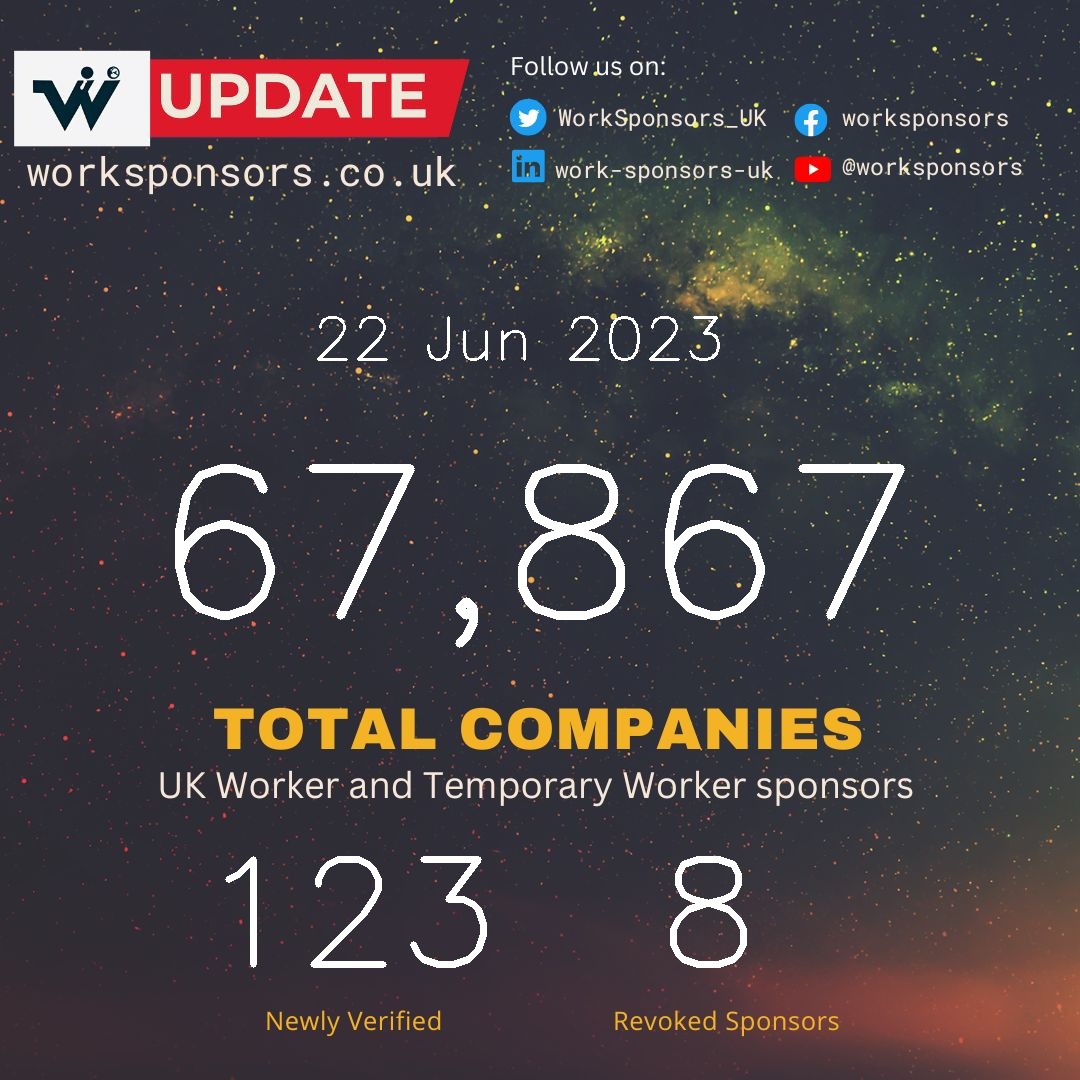 UPDATE
worksponsors.co.uk
Follow us on:
WorkSponsors_UK
worksponsors
work-sponsors-uk
@worksponsors
22 Jun 2023
67,867
TOTAL COMPANIES
UK Worker and Temporary Worker sponsors
123 8
Newly Verified Revoked Sponsors